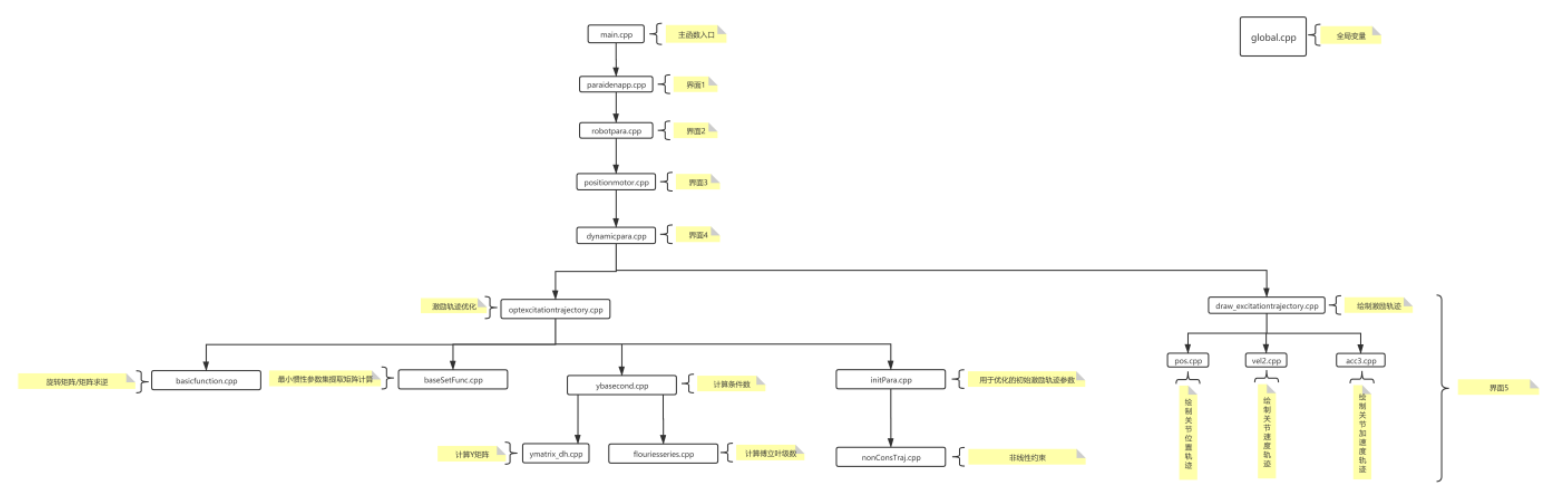 main.cpp
主函数入口
global.cpp
全局变量
paraidenapp.cpp
界面1
robotpara.cpp
界面2
positionmotor.cpp
界面3
dynamicpara.cpp
界面4
激励轨迹优化
optexcitationtrajectory.cpp
draw_excitationtrajectory.cpp
绘制激励轨迹
pos.cpp
vel2.cpp
acc3.cpp
旋转矩阵/矩阵求逆
basicfunction.cpp
最小惯性参数集提取矩阵计算
baseSetFunc.cpp
ybasecond.cpp
计算条件数
initPara.cpp
用于优化的初始激励轨迹参数
绘制关节位置轨迹
绘制关节速度轨迹
绘制关节加速度轨迹
界面5
计算Y矩阵
ymatrix_dh.cpp
flouriesseries.cpp
计算傅立叶级数
nonConsTraj.cpp
非线性约束